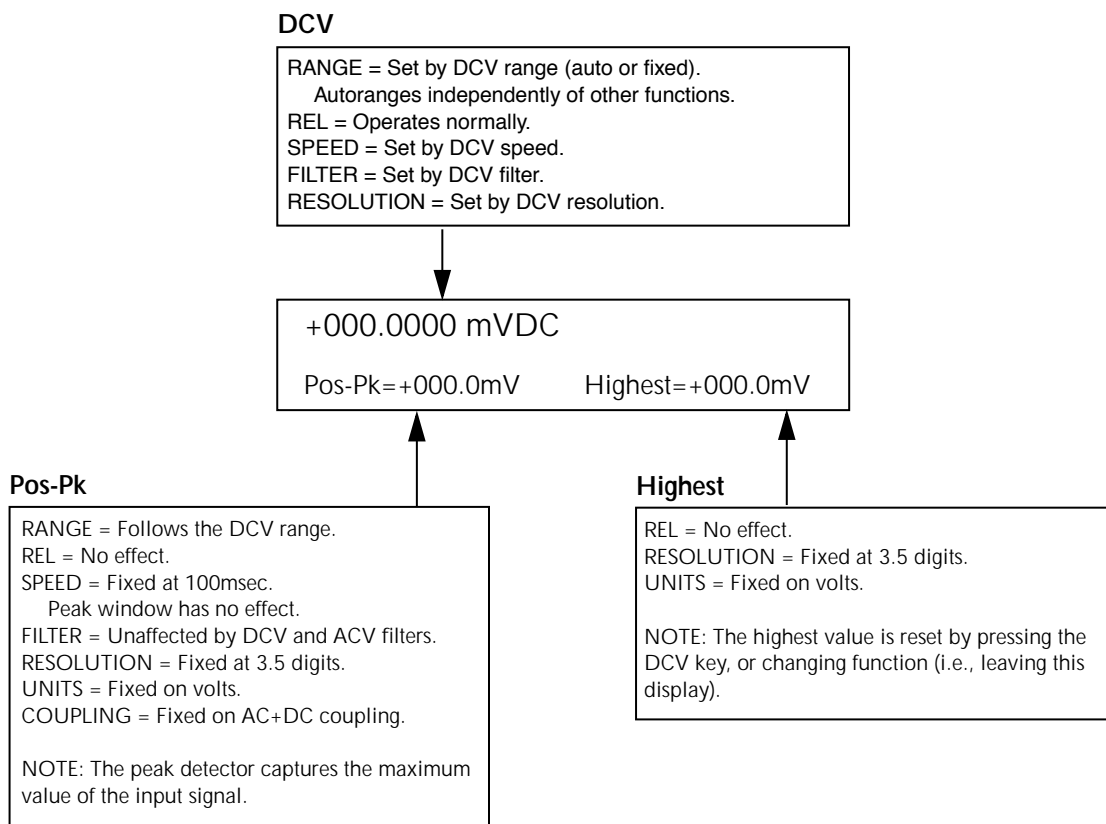 DCV
RANGE = Set by DCV range (auto or fixed).
Autoranges independently of other functions.
REL = Operates normally.
SPEED = Set by DCV speed.
FILTER = Set by DCV filter.
RESOLUTION = Set by DCV resolution.
+000.0000 mVDC
Pos-Pk=+000.0mV Highest=+000.0mV
Pos-Pk
RANGE = Follows the DCV range.
REL = No effect.
SPEED = Fixed at 100msec.
Peak window has no effect.
FILTER = Unaffected by DCV and ACV filters.
RESOLUTION = Fixed at 3.5 digits.
UNITS = Fixed on volts.
COUPLING = Fixed on AC+DC coupling.
NOTE: The peak detector captures the maximum
value of the input signal.
Highest
REL = No effect.
RESOLUTION = Fixed at 3.5 digits.
UNITS = Fixed on volts.
NOTE: The highest value is reset by pressing the
DCV key, or changing function (i.e., leaving this
display).